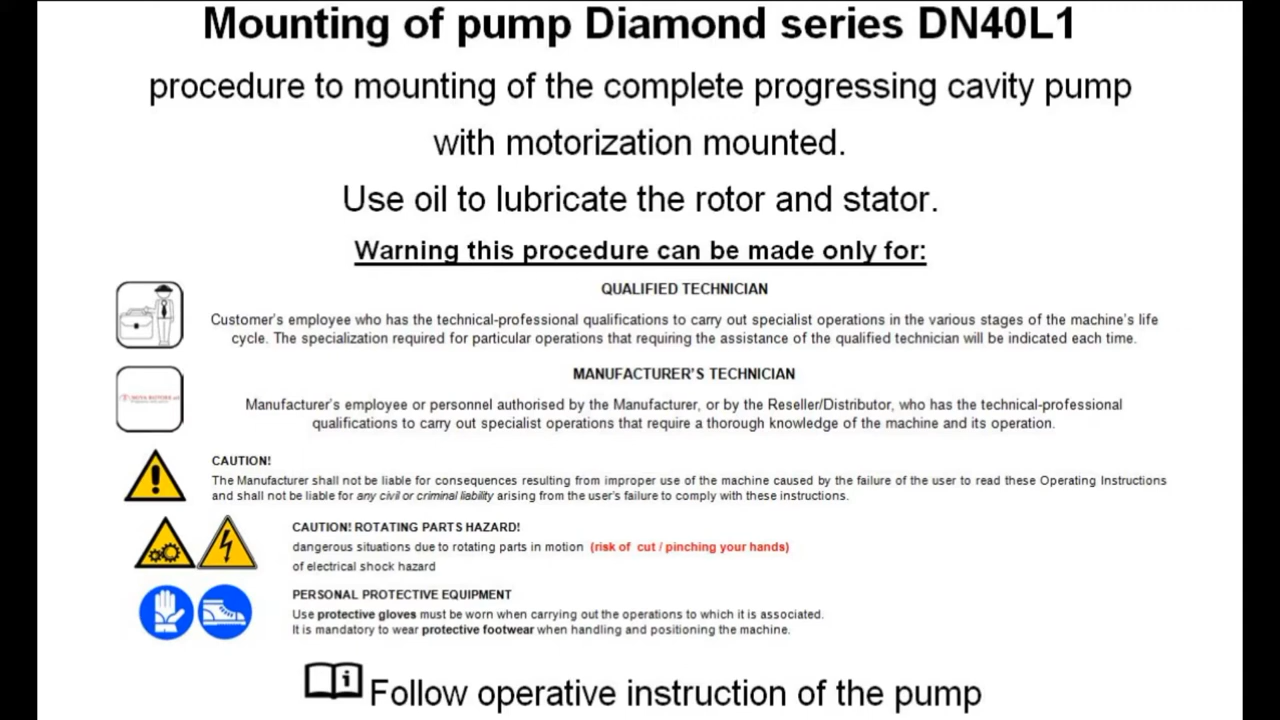 Mounting of pump Diamond series DN40L1
procedure to mounting of the complete progressing cavity pump
with motorization mounted.
Use oil to lubricate the rotor and stator.
Warning this procedure can be made only for:
QUALIFIED TECHNICIAN
Customer's employee who has the technical-professional qualifications to carry out specialist operations in the various stages of the machine's life
cycle. The specialization required for particular operations that requiring the assistance of the qualified technician will be indicated each time.
MANUFACTURER'S TECHNICIAN
Manufacturer's employee or personnel authorised by the Manufacturer, or by the Reseller/Distributor, who has the technical-professional
qualifications to carry out specialist operations that require a thorough knowledge of the machine and its operation.
CAUTION!
The Manufacturer shall not be liable for consequences resulting from improper use of the machine caused by the failure of the user to read these Operating Instructions
and shall not be liable for any civil or criminal liability arising from the user's failure to comply with these instructions.
CAUTION! ROTATING PARTS HAZARD!
dangerous situations due to rotating parts in motion (risk of cut / pinching your hands)
of electrical shock hazard
PERSONAL PROTECTIVE EQUIPMENT
Use protective gloves must be worn when carrying out the operations to which it is associated.
It is mandatory to wear protective footwear when handling and positioning the machine.
Follow operative instruction of the pump